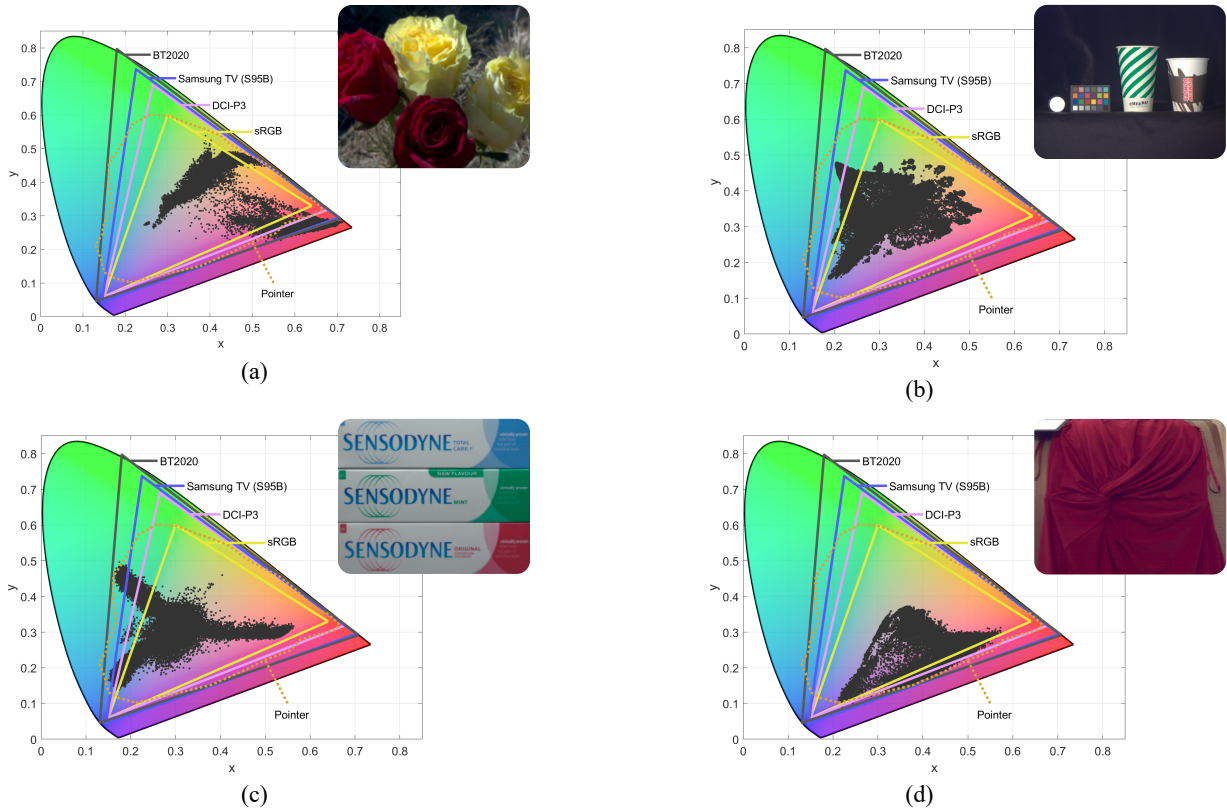 BT2020
Samsung TV (S95B)
DCI-P3
sRGB
Pointer
y
0.8
0.7
0.6
0.5
0.4
0.3
0.2
0.1
0
0 0.1 0.2 0.3 0.4 0.5 0.6 0.7 0.8
x
(a)
BT2020
Samsung TV (S95B)
DCI-P3
sRGB
Pointer
y
0.8
0.7
0.6
0.5
0.4
0.3
0.2
0.1
0
0 0.1 0.2 0.3 0.4 0.5 0.6 0.7 0.8
x
(b)
SENSODYNE TOTAL
CARE F
NEW FLAVOUR
SENSODYNE MINT
SENSODYNE ORIGINAL
BT2020
Samsung TV (S95B)
DCI-P3
sRGB
Pointer
y
0.8
0.7
0.6
0.5
0.4
0.3
0.2
0.1
0
0 0.1 0.2 0.3 0.4 0.5 0.6 0.7 0.8
x
(c)
BT2020
Samsung TV (S95B)
DCI-P3
sRGB
Pointer
y
0.8
0.7
0.6
0.5
0.4
0.3
0.2
0.1
0
0 0.1 0.2 0.3 0.4 0.5 0.6 0.7 0.8
x
(d)